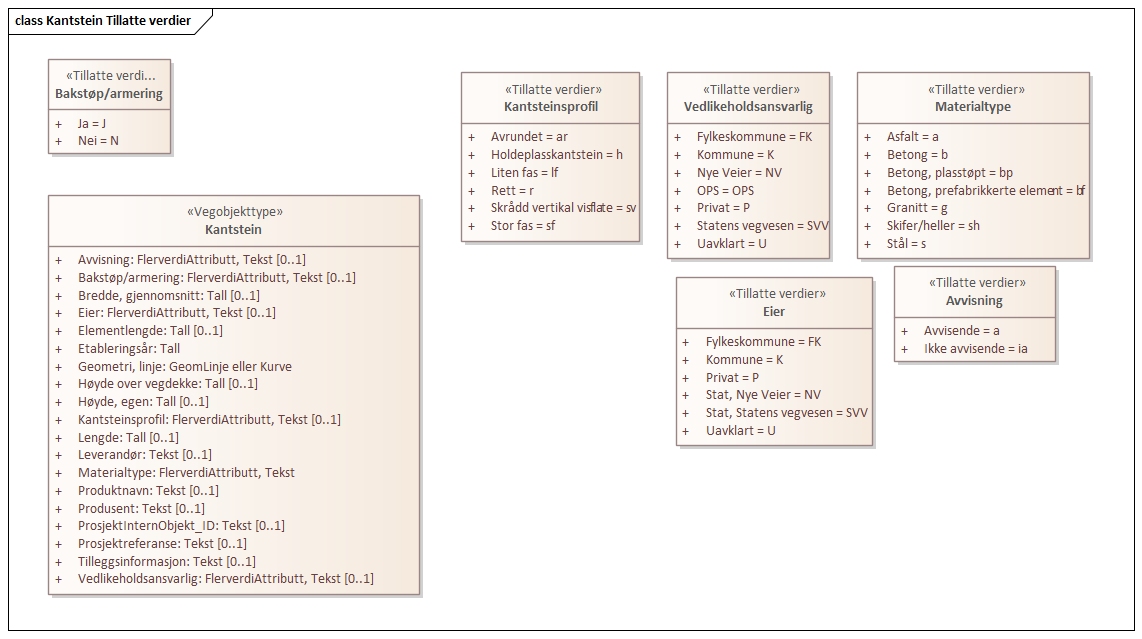 class Kantstein Tillatte verdier
«Tillatte verdi...
Bakstøp/armering
+ Ja = J
+ Nei = N
«Vegobjekttype»
Kantstein
+ Avvisning: FlerverdiAttributt, Tekst [0..1]
+ Bakstøp/armering: FlerverdiAttributt, Tekst [0..1]
+ Bredde, gjennomsnitt: Tall [0..1]
+ Eier: FlerverdiAttributt, Tekst [0..1]
+ Elementlengde: Tall [0..1]
+ Etableringsår: Tall
+ Geometri, linje: GeomLinje eller Kurve
+ Høyde over vegdekke: Tall [0..1]
+ Høyde, egen: Tall [0..1]
+ Kantsteinsprofil: FlerverdiAttributt, Tekst [0..1]
+ Lengde: Tall [0..1]
+ Leverandør: Tekst [0..1]
+ Materialtype: FlerverdiAttributt, Tekst
+ Produktnavn: Tekst [0..1]
+ Produsent: Tekst [0..1]
+ ProsjektInternObjekt_ID: Tekst [0..1]
+ Prosjektreferanse: Tekst [0..1]
+ Tilleggsinformasjon: Tekst [0..1]
+ Vedlikeholdsansvarlig: FlerverdiAttributt, Tekst [0..1]
«Tillatte verdier»
Kantsteinsprofil
+ Avrundet = ar
+ Holdeplasskantstein = h
+ Liten fas = lf
+ Rett = r
+ Skrådd vertikal visflate = sv
+ Stor fas = sf
«Tillatte verdier»
Vedlikeholdsansvarlig
+ Fylkeskommune = FK
+ Kommune = K
+ Nye Veier = NV
+ OPS = OPS
+ Privat = P
+ Statens vegvesen = SVV
+ Uavklart = U
«Tillatte verdier»
Materialtype
+ Asfalt = a
+ Betong = b
+ Betong, plasstøpt = bp
+ Betong, prefabrikkerte element = bf
+ Granitt = g
+ Skifer/heller = sh
+ Stål = s
«Tillatte verdier»
Eier
+ Fylkeskommune = FK
+ Kommune = K
+ Privat = P
+ Stat, Nye Veier = NV
+ Stat, Statens vegvesen = SVV
+ Uavklart = U
«Tillatte verdier»
Avvisning
+ Avvisende = a
+ Ikke avvisende = ia